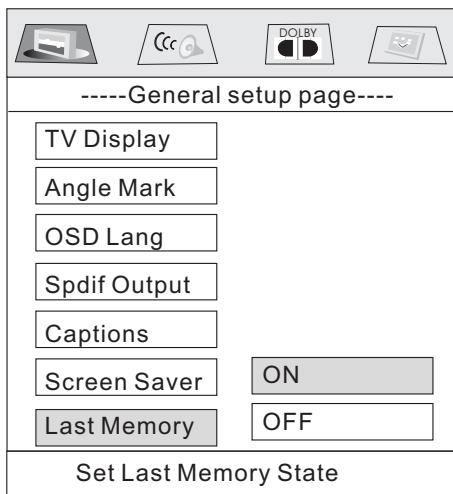 DOLBY
-----General setup page----
TV Display
Angle Mark
OSD Lang
Spdif Output
Captions
Screen Saver
ON
Last Memory
OFF
Set Last Memory State